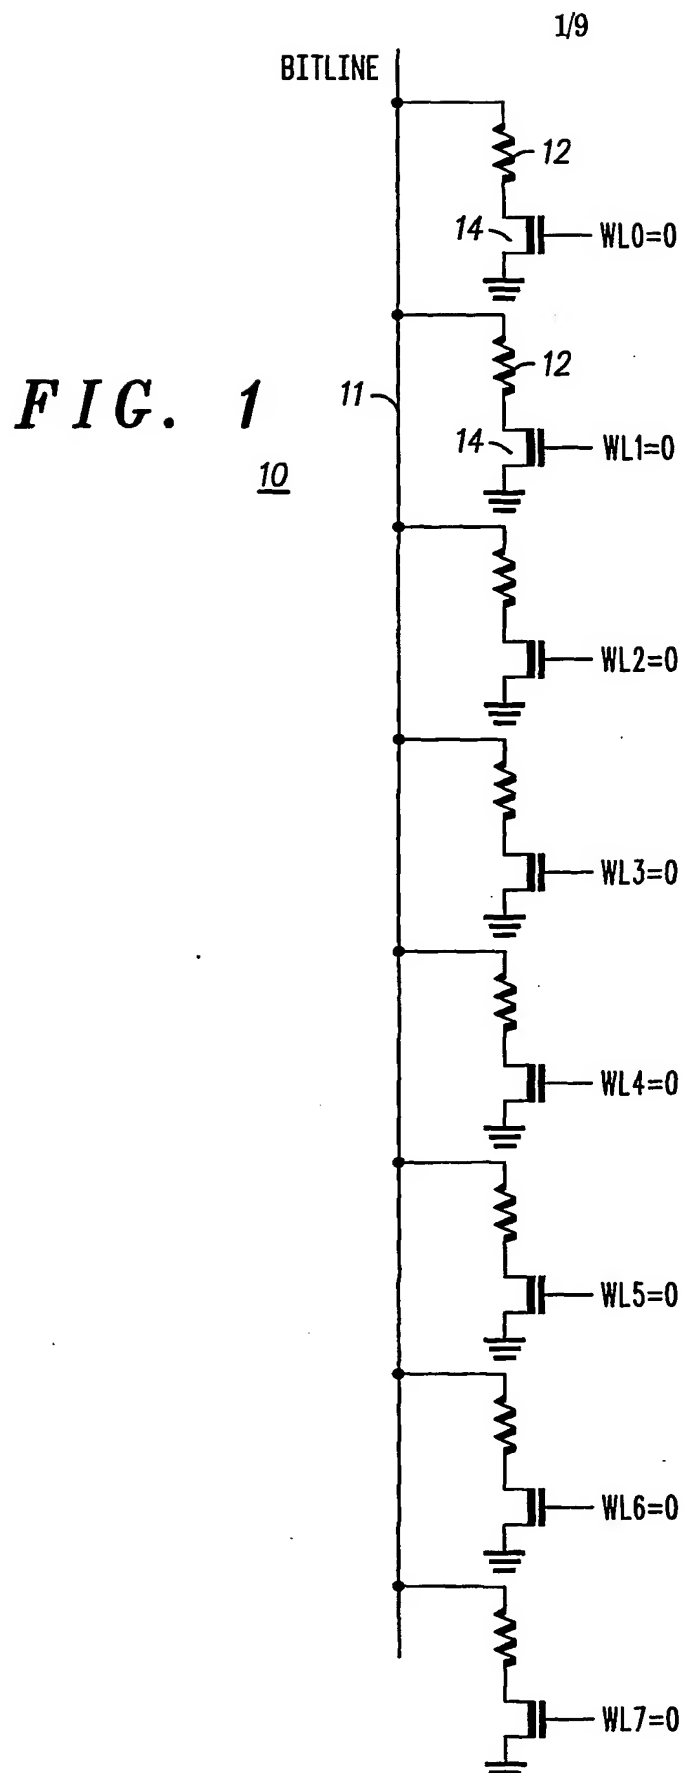 1/9
BITLINE
12
14
WL0=0
12
FIG. 1
11
14
WL1=0
10
WL2=0
WL3=0
WL4=0
WL5=0
WL6=0
WL7=0